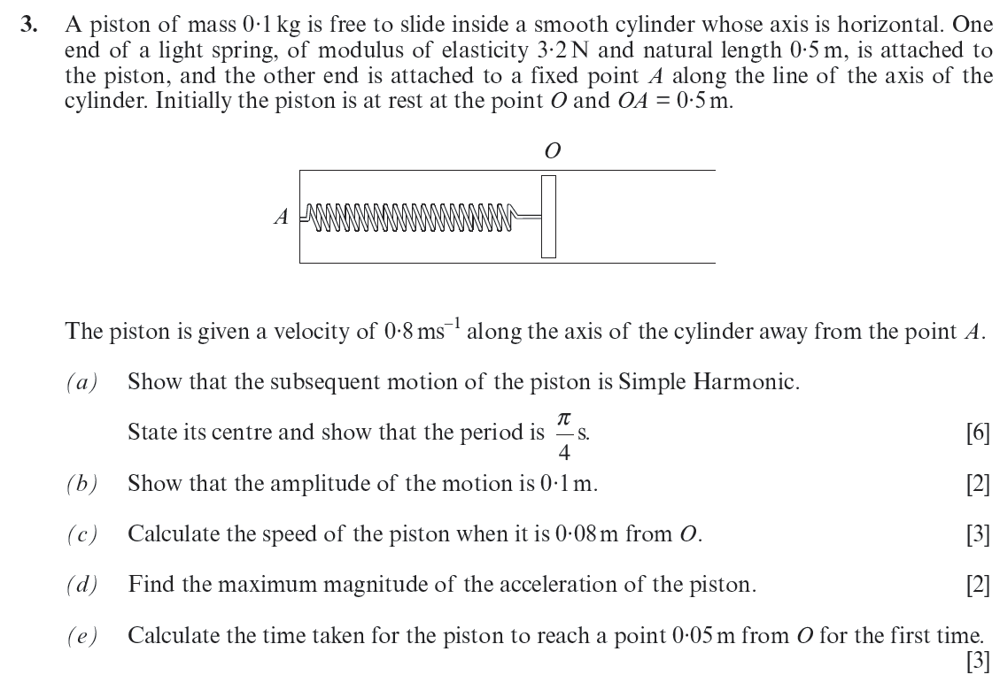 3. A piston of mass 0·1 kg is free to slide inside a smooth cylinder whose axis is horizontal. One
end of a light spring, of modulus of elasticity 3·2 N and natural length 0·5 m, is attached to
the piston, and the other end is attached to a fixed point A along the line of the axis of the
cylinder. Initially the piston is at rest at the point O and OA = 0·5 m.
O
A
The piston is given a velocity of 0·8 ms⁻¹ along the axis of the cylinder away from the point A.
(a) Show that the subsequent motion of the piston is Simple Harmonic.
State its centre and show that the period is π/4 s. [6]
(b) Show that the amplitude of the motion is 0·1 m. [2]
(c) Calculate the speed of the piston when it is 0·08 m from O. [3]
(d) Find the maximum magnitude of the acceleration of the piston. [2]
(e) Calculate the time taken for the piston to reach a point 0·05 m from O for the first time.
[3]